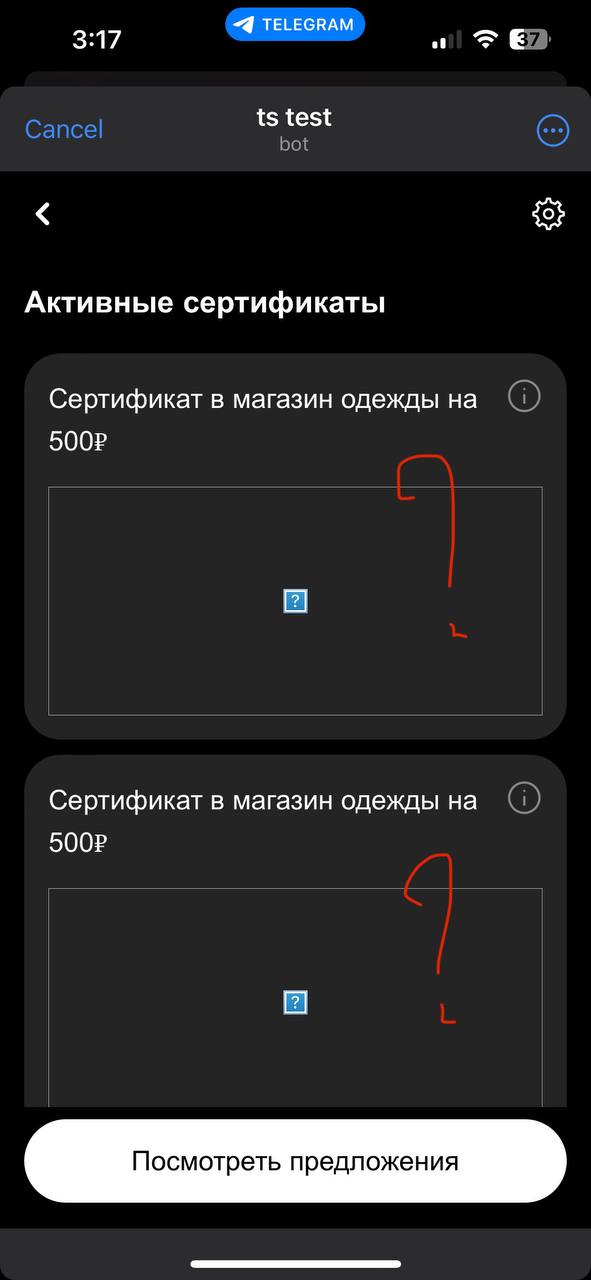 3:17
TELEGRAM
37
Cancel
ts test
bot
Активные сертификаты
Сертификат в магазин одежды на
500₽
?
?
Сертификат в магазин одежды на
500₽
?
?
Посмотреть предложения